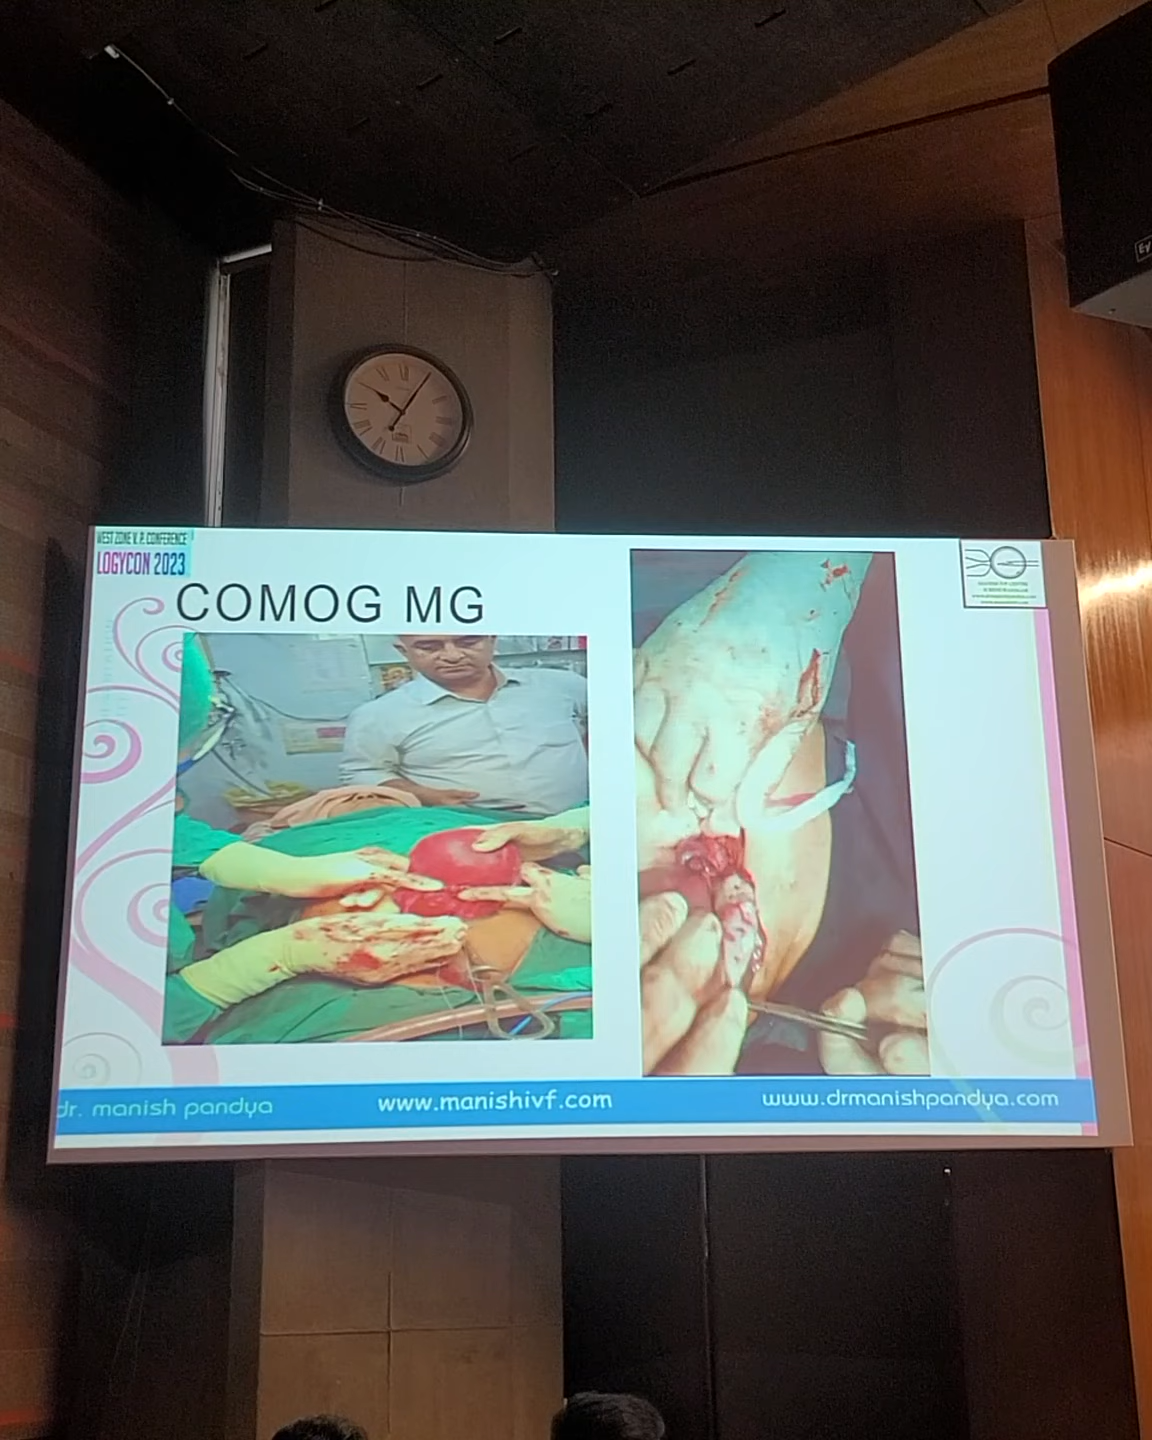 WEST ZONE V. P. CONFERENCE
LOGYCON 2023
COMOG MG
dr. manish pandya
www.manishivf.com
www.drmanishpandya.com